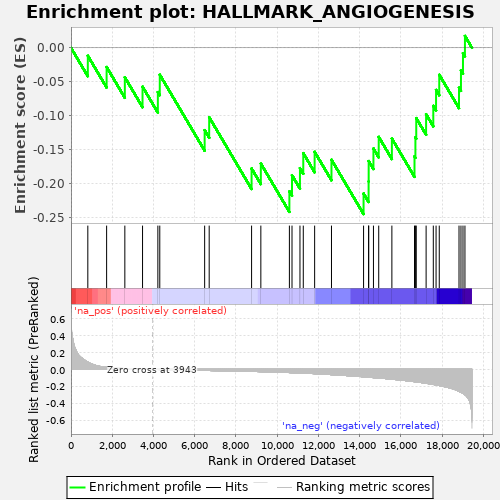 Enrichment plot: HALLMARK_ANGIOGENESIS
Enrichment score (ES)
0.00
-0.05
-0.10
-0.15
-0.20
-0.25
'na_pos' (positively correlated)
Ranked list metric (PreRanked)
0.6
0.4
0.2
0.0
-0.2
-0.4
-0.6
Zero cross at 3943
'na_neg' (negatively correlated)
0 2,000 4,000 6,000 8,000 10,000 12,000 14,000 16,000 18,000 20,000
Rank in Ordered Dataset
Enrichment profile Hits Ranking metric scores